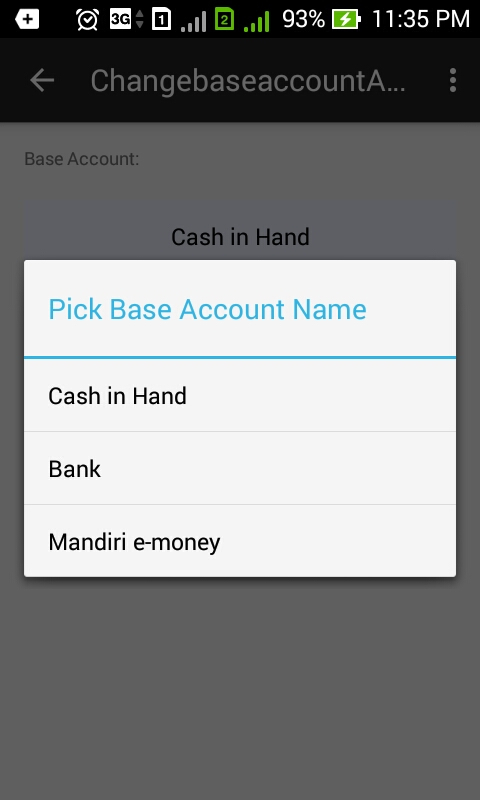 3G 1 2 93% 11:35 PM
ChangebaseaccountA...
Base Account:
Cash in Hand
Pick Base Account Name
Cash in Hand
Bank
Mandiri e-money